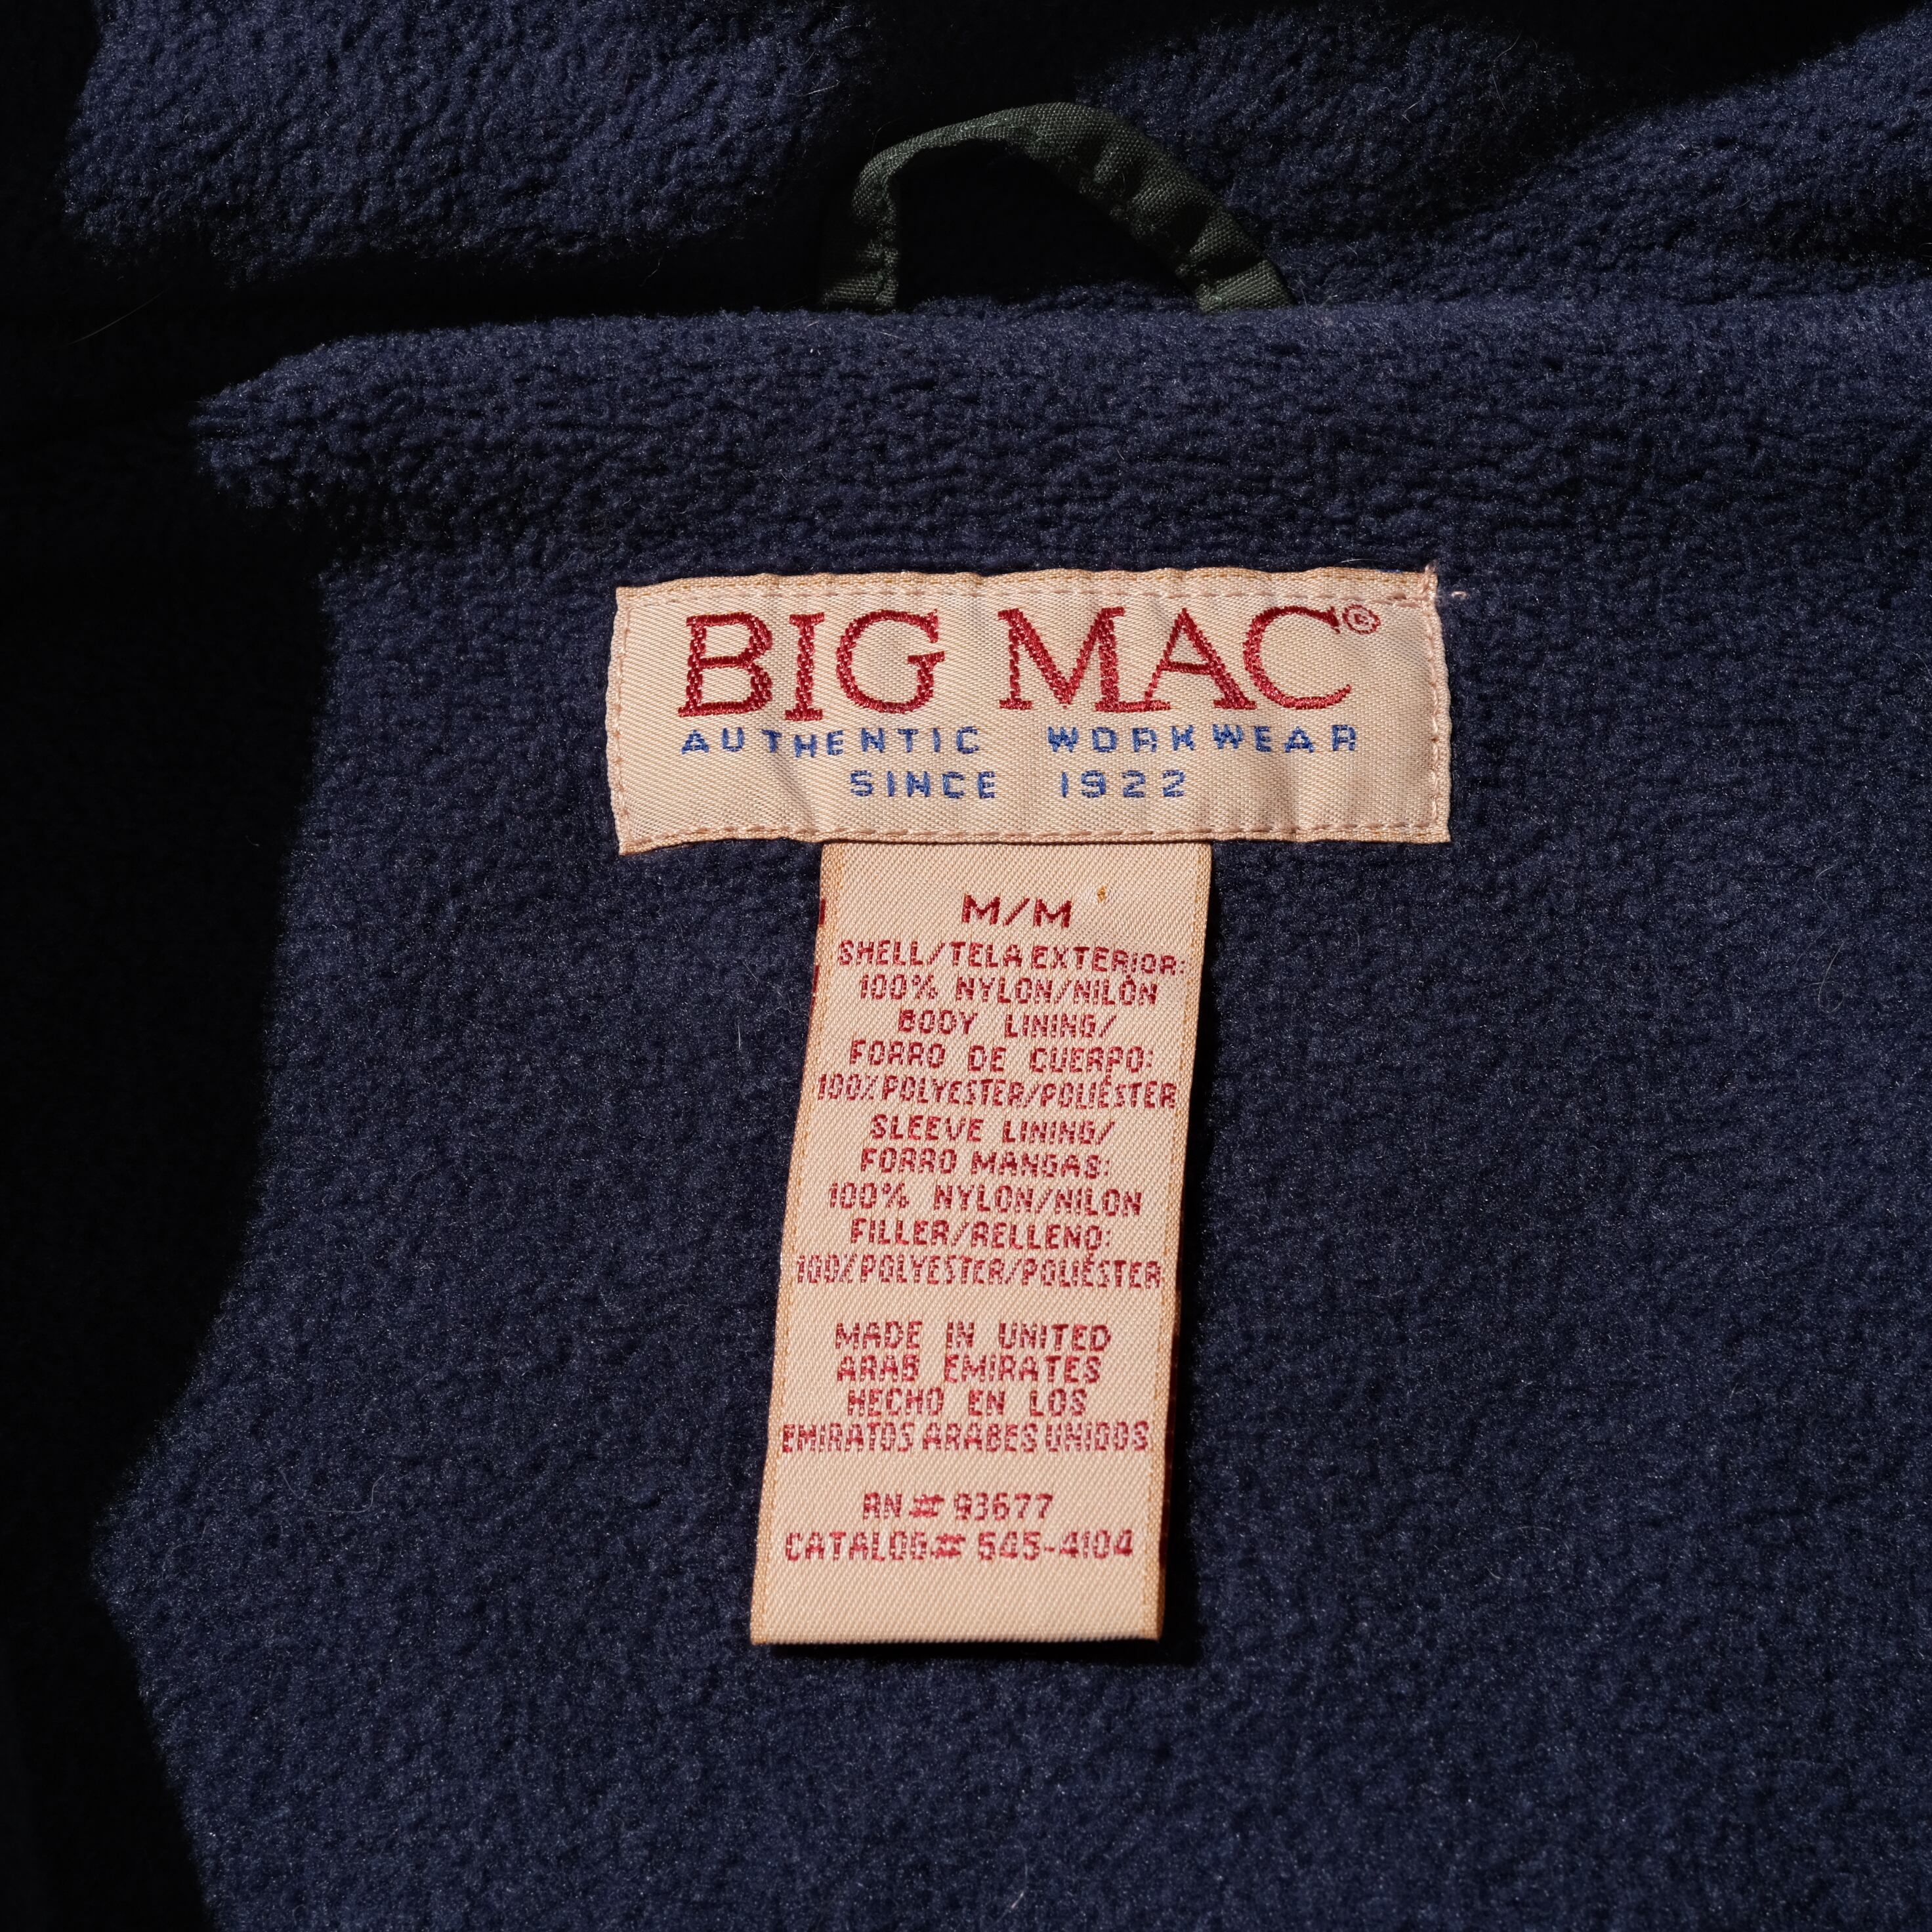 BIG MAC®
AUTHENTIC WORKWEAR
SINCE 1922
M/M
SHELL/TELA EXTERIOR:
100% NYLON/NILÓN
BODY LINING/
FORRO DE CUERPO:
100% POLYESTER/POLIÉSTER
SLEEVE LINING/
FORRO MANGAS:
100% NYLON/NILON
FILLER/RELLENO:
100% POLYESTER/POLIÉSTER
MADE IN UNITED
ARAB EMIRATES
HECHO EN LOS
EMIRATOS ARABES UNIDOS
RN# 93677
CATALOG# 545-4104